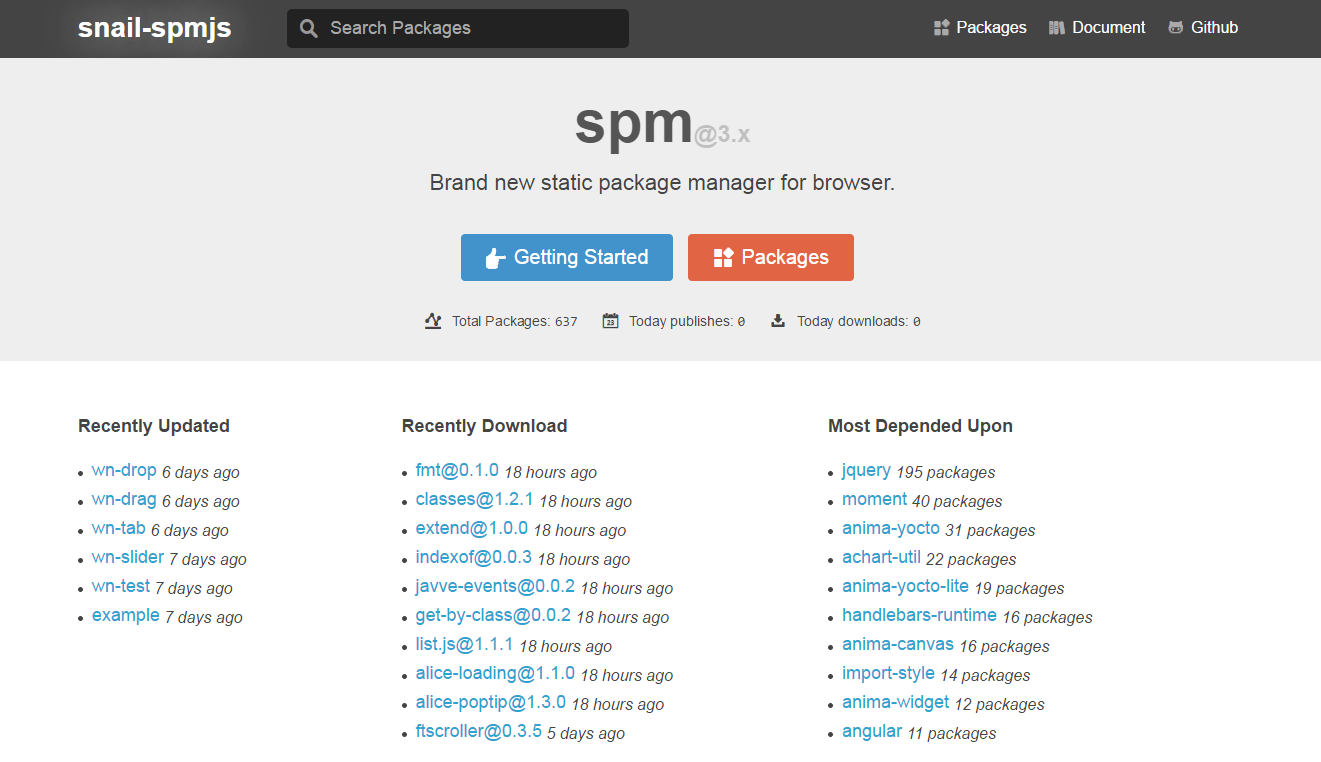 snail-spmjs
Search Packages
Packages
Document
Github
spm@3.x
Brand new static package manager for browser.
Getting Started
Packages
Total Packages: 637
23
Today publishes: 0
Today downloads: 0
Recently Updated
wn-drop 6 days ago
wn-drag 6 days ago
wn-tab 6 days ago
wn-slider 7 days ago
wn-test 7 days ago
example 7 days ago
Recently Download
fmt@0.1.0 18 hours ago
classes@1.2.1 18 hours ago
extend@1.0.0 18 hours ago
indexof@0.0.3 18 hours ago
javve-events@0.0.2 18 hours ago
get-by-class@0.0.2 18 hours ago
list.js@1.1.1 18 hours ago
alice-loading@1.1.0 18 hours ago
alice-poptip@1.3.0 18 hours ago
ftscroller@0.3.5 5 days ago
Most Depended Upon
jquery 195 packages
moment 40 packages
anima-yocto 31 packages
achart-util 22 packages
anima-yocto-lite 19 packages
handlebars-runtime 16 packages
anima-canvas 16 packages
import-style 14 packages
anima-widget 12 packages
angular 11 packages